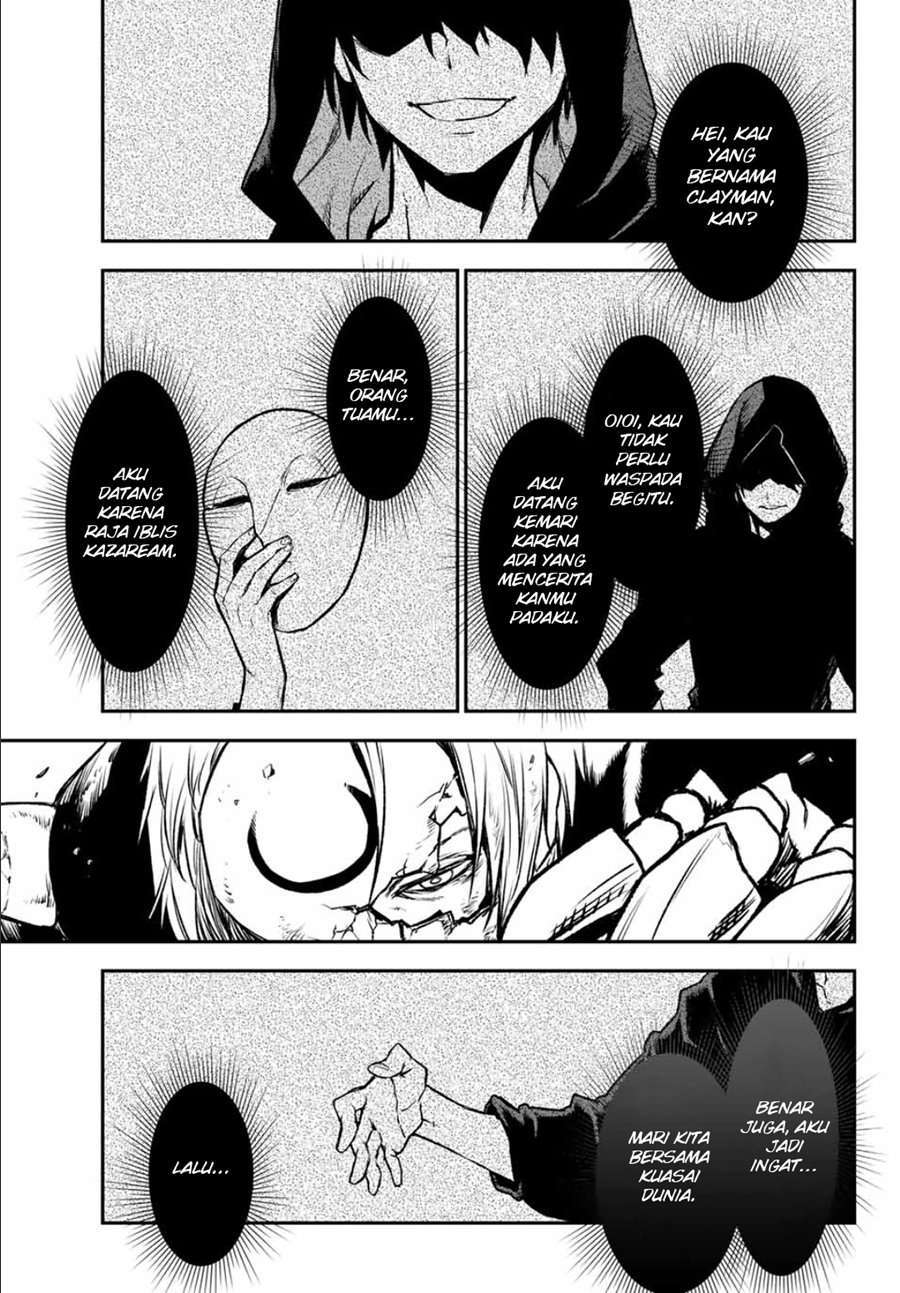 HEI, KAU
YANG
BERNAMA
CLAYMAN,
KAN?
OIOI, KAU
TIDAK
PERLU
WASPADA
BEGITU.
AKU
DATANG
KEMARI
KARENA
ADA YANG
MENCERITA
KANMU
PADAKU.
BENAR,
ORANG
TUAMU...
AKU
DATANG
KARENA
RAJA IBLIS
KAZAREAM.
BENAR
JUGA, AKU
JADI
INGAT...
MARI KITA
BERSAMA
KUASAI
DUNIA.
LALU...